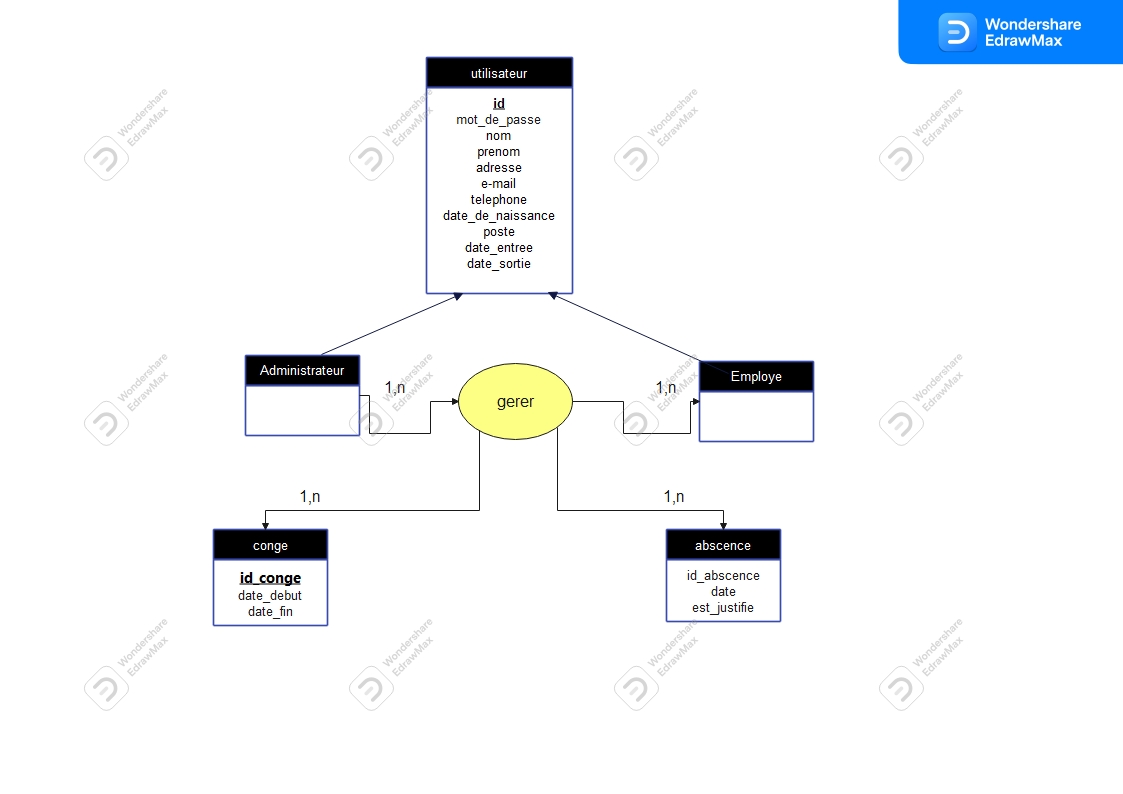 Wondershare
EdrawMax
utilisateur
id
mot_de_passe
nom
prenom
adresse
e-mail
telephone
date_de_naissance
poste
date_entree
date_sortie
Administrateur
1,n
gerer
1,n
Employe
1,n
1,n
conge
id_conge
date_debut
date_fin
abscence
id_abscence
date
est_justifie
Wondershare
EdrawMax
Wondershare
EdrawMax
Wondershare
EdrawMax
Wondershare
EdrawMax
Wondershare
EdrawMax
Wondershare
EdrawMax
Wondershare
EdrawMax
Wondershare
EdrawMax
Wondershare
EdrawMax
Wondershare
EdrawMax
Wondershare
EdrawMax
Wondershare
EdrawMax